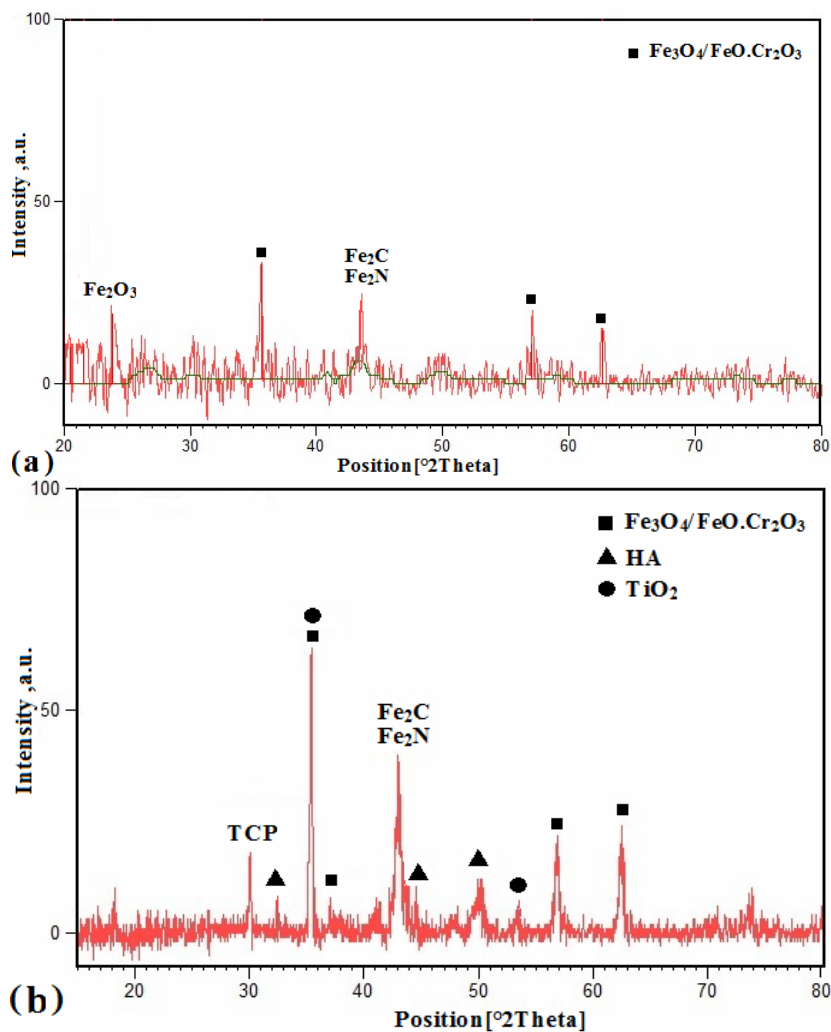 100
■ Fe₃O₄/FeO.Cr₂O₃
Intensity ,a.u.
50
Fe₂C
Fe₂N
Fe₂O₃
0
20 30 40 50 60 70 80
(a)
Position[°2Theta]
100
■ Fe₃O₄/FeO.Cr₂O₃
▲ HA
● TiO₂
Intensity ,a.u.
50
Fe₂C
Fe₂N
TCP
0
20 30 40 50 60 70 80
(b)
Position[°2Theta]